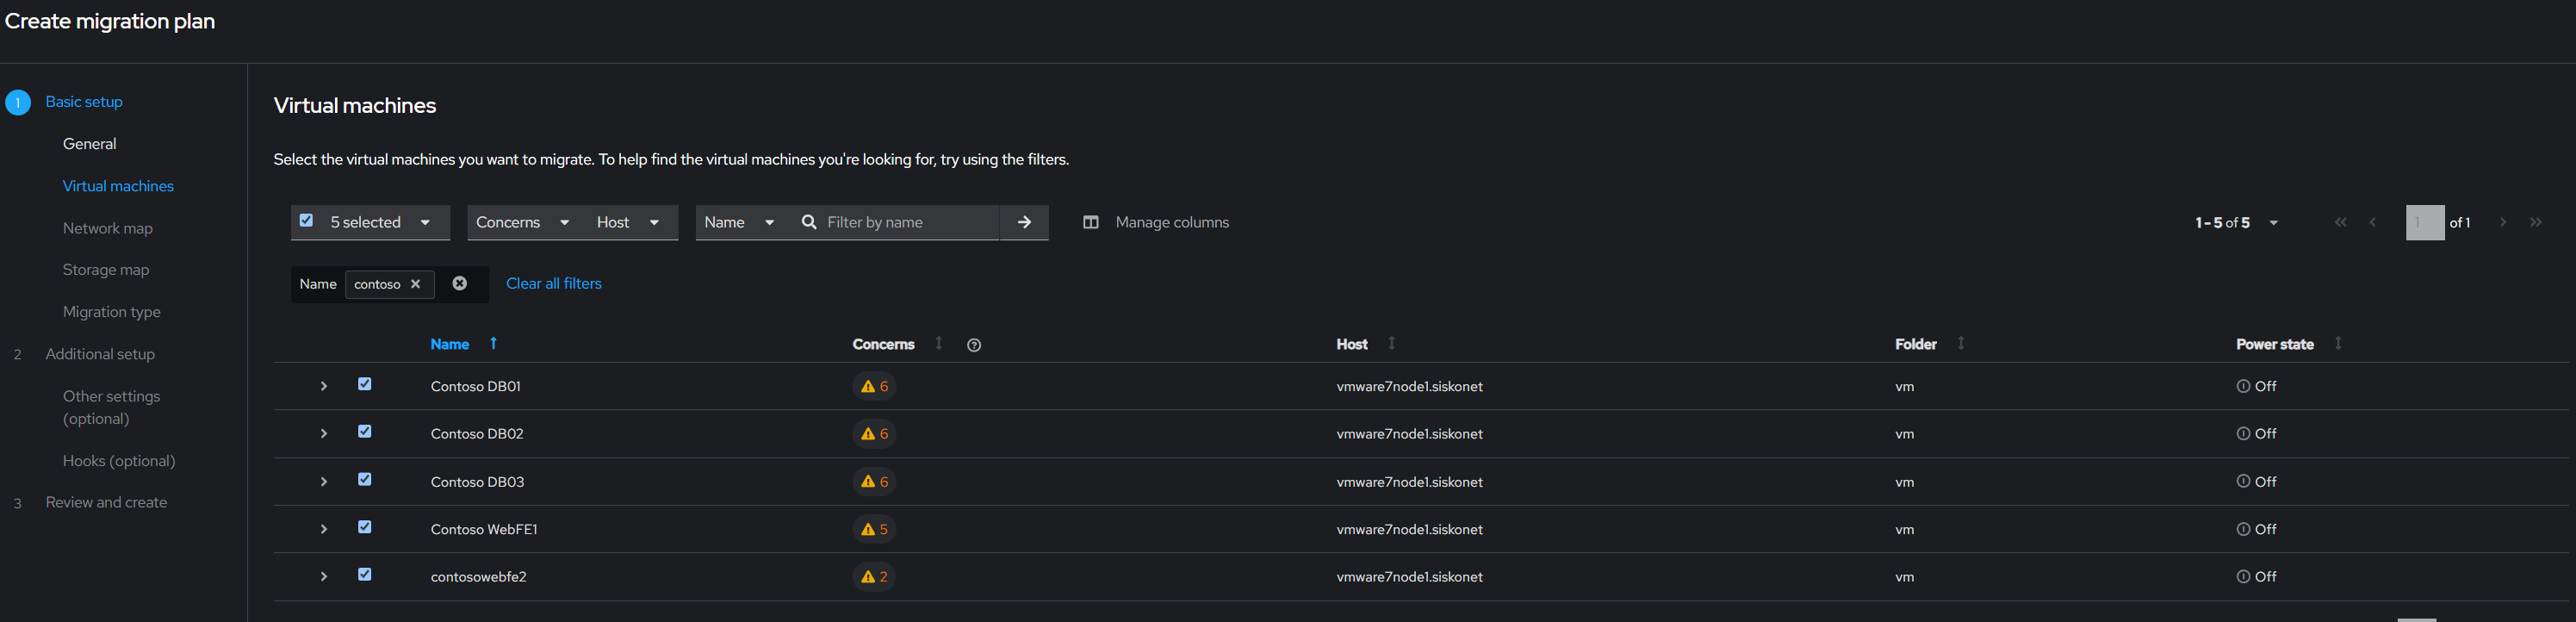 Create migration plan
1 Basic setup
General
Virtual machines
Network map
Storage map
Migration type
2 Additional setup
Other settings
(optional)
Hooks (optional)
3 Review and create
Virtual machines
Select the virtual machines you want to migrate. To help find the virtual machines you're looking for, try using the filters.
5 selected Concerns Host Name Filter by name Manage columns 1 - 5 of 5 1 of 1
Name contoso Clear all filters
Name Concerns Host Folder Power state
Contoso DB01 6 vmware7node1.siskonet vm Off
Contoso DB02 6 vmware7node1.siskonet vm Off
Contoso DB03 6 vmware7node1.siskonet vm Off
Contoso WebFE1 5 vmware7node1.siskonet vm Off
contosowebfe2 2 vmware7node1.siskonet vm Off